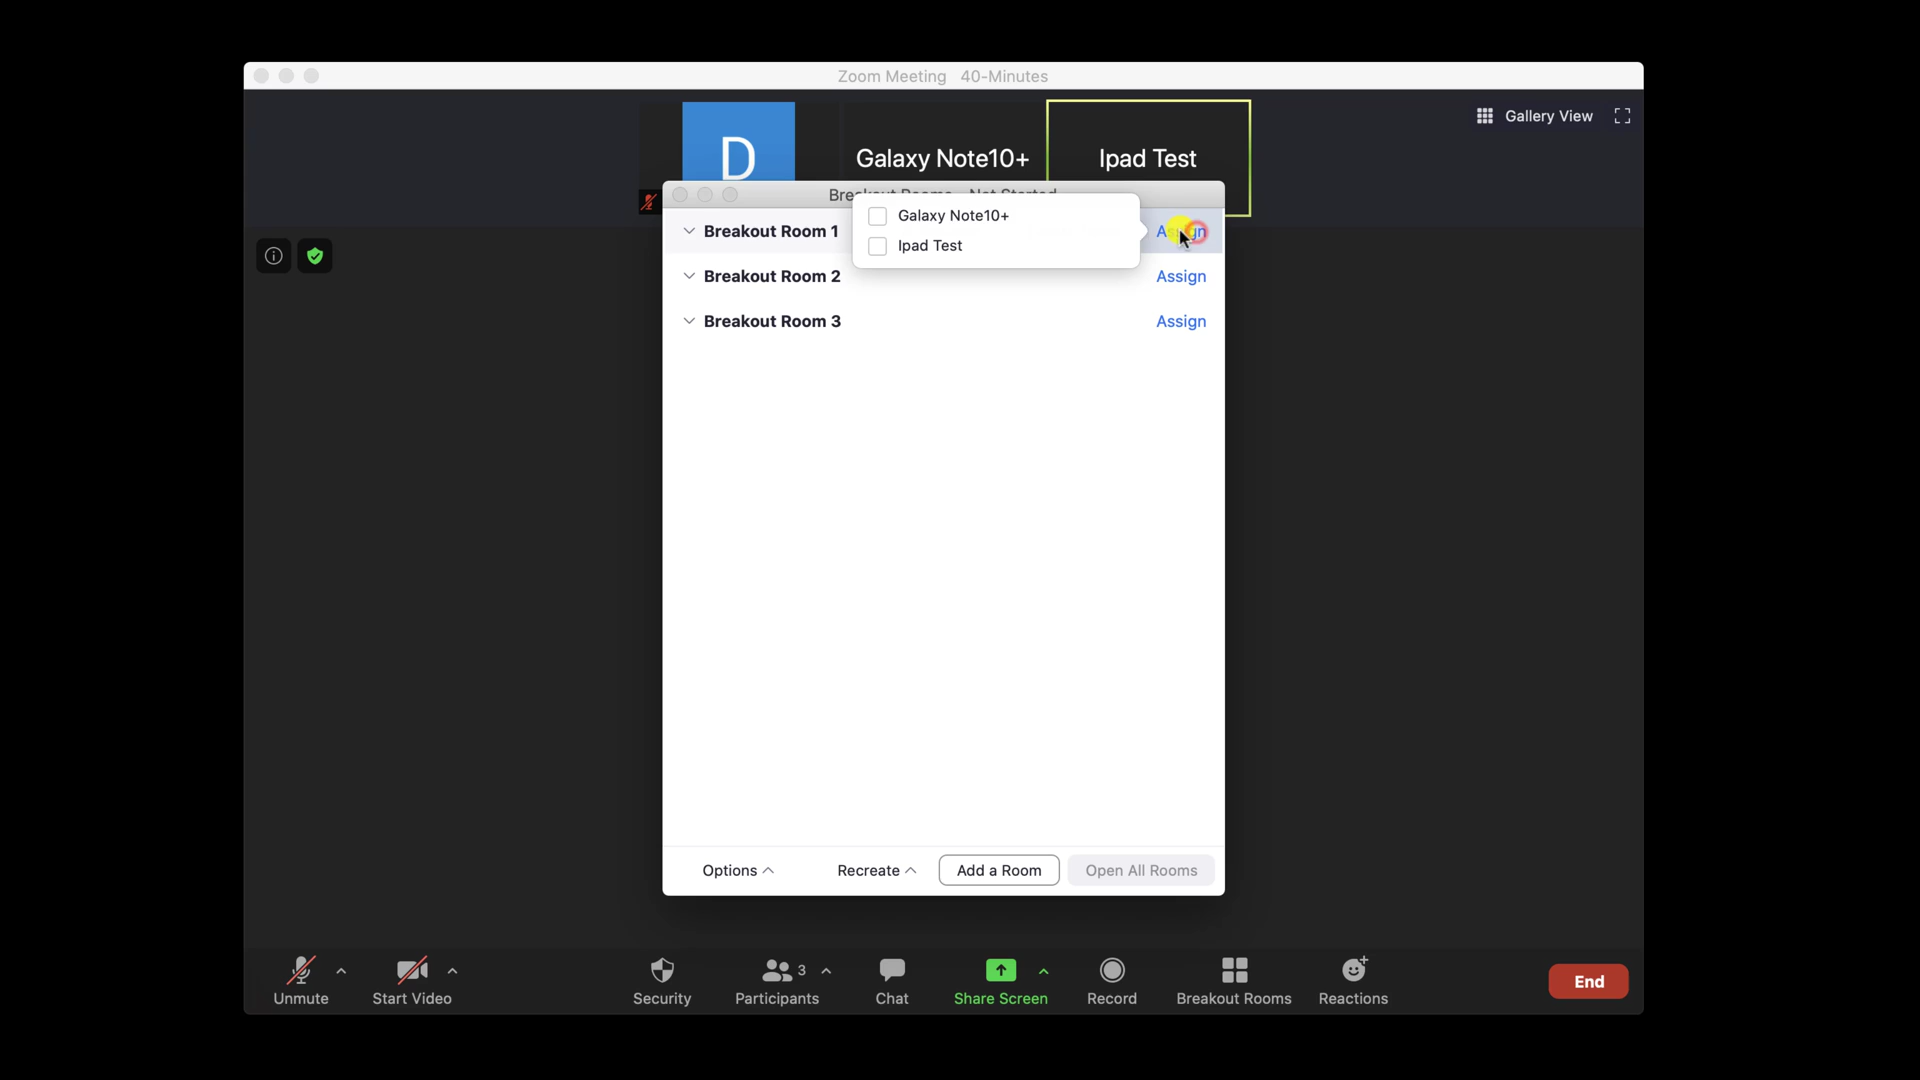 Zoom Meeting 40-Minutes
Gallery View
D
Galaxy Note10+
Ipad Test
Galaxy Note10+
Ipad Test
Breakout Room 1
Assign
Breakout Room 2
Assign
Breakout Room 3
Assign
Options
Recreate
Add a Room
Open All Rooms
Unmute
Start Video
Security
3
Participants
Chat
Share Screen
Record
Breakout Rooms
Reactions
End